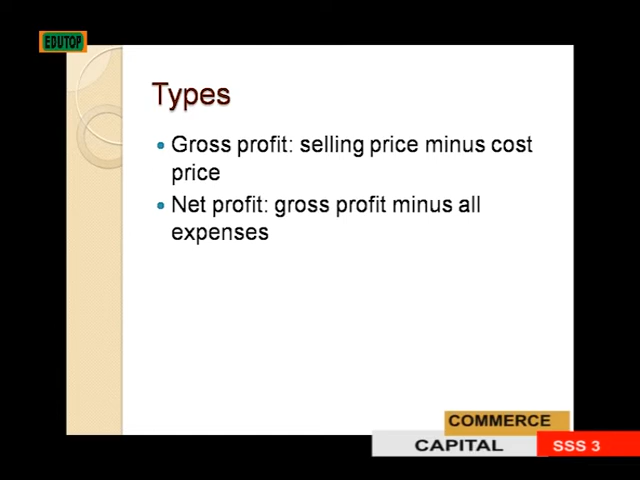 EDUTOP
Types
Gross profit: selling price minus cost
price
Net profit: gross profit minus all
expenses
COMMERCE
CAPITAL
SSS 3